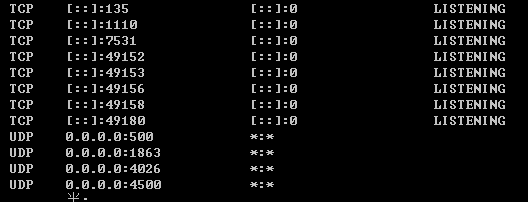 TCP [::]:135 [::]:0 LISTENING
TCP [::]:1110 [::]:0 LISTENING
TCP [::]:7531 [::]:0 LISTENING
TCP [::]:49152 [::]:0 LISTENING
TCP [::]:49153 [::]:0 LISTENING
TCP [::]:49156 [::]:0 LISTENING
TCP [::]:49158 [::]:0 LISTENING
TCP [::]:49180 [::]:0 LISTENING
UDP 0.0.0.0:500 *:*
UDP 0.0.0.0:1863 *:*
UDP 0.0.0.0:4026 *:*
UDP 0.0.0.0:4500 *:*